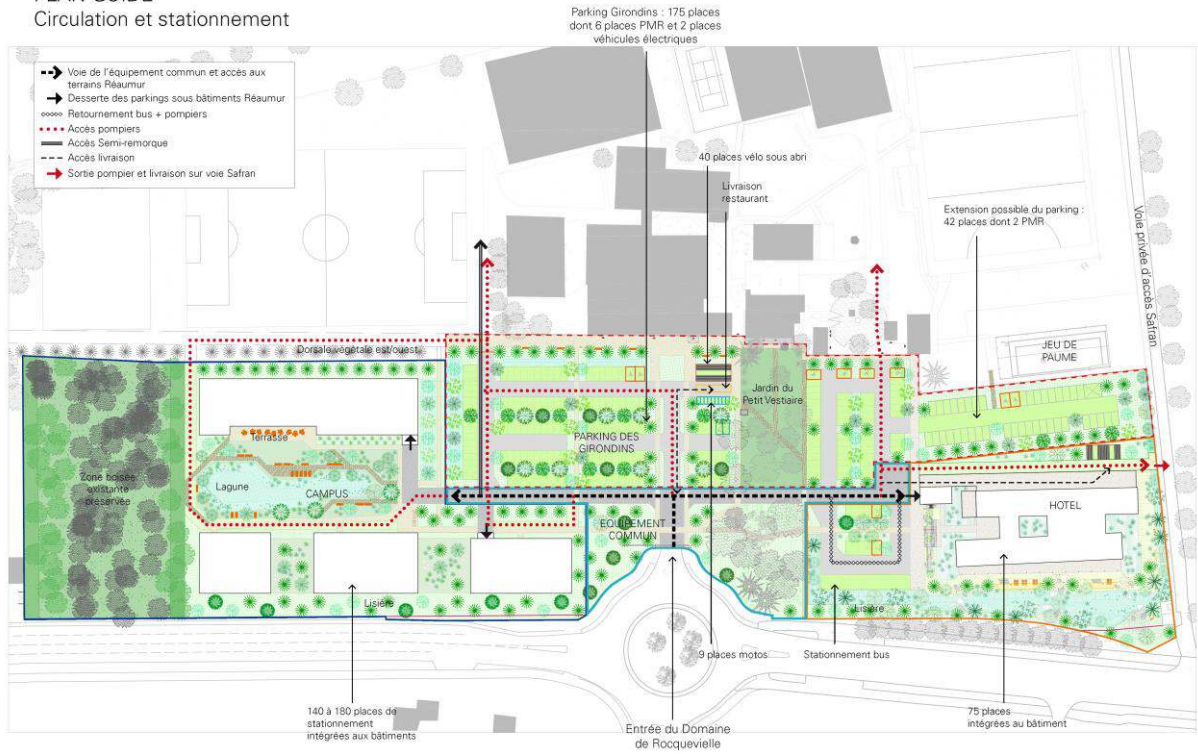 PLAN GUIDE
Circulation et stationnement
Parking Girondins : 175 places
dont 6 places PMR et 2 places
véhicules électriques
Voie de l'équipement commun et accès aux
terrains Réaumur
Desserte des parkings sous bâtiments Réaumur
Retournement bus + pompiers
Accès pompiers
Accès Semi-remorque
Accès livraison
Sortie pompier et livraison sur voie Safran
40 places vélo sous abri
Livraison
restaurant
Extension possible du parking :
42 places dont 2 PMR
Voie privée d'accès Safran
JEU DE
PAUME
Dorsale végétale est/ouest
Jardin du
Petit Vestiaire
Terrasse
PARKING DES
GIRONDINS
Zone boisée
existante
préservée
Lagune
CAMPUS
HOTEL
EQUIPEMENT
COMMUN
Lisière
Lisière
9 places motos
Stationnement bus
140 à 180 places de
stationnement
intégrées aux bâtiments
Entrée du Domaine
de Rocquevielle
75 places
intégrées au bâtiment